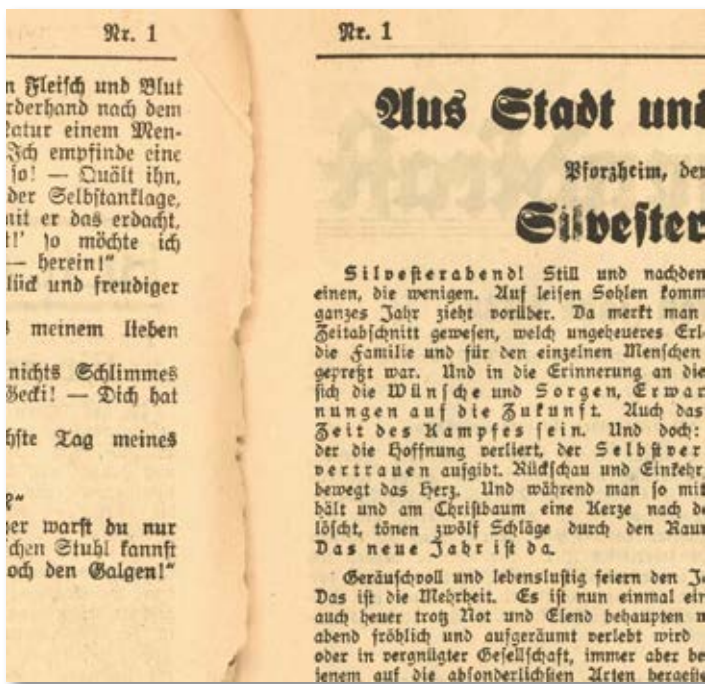 Nr. 1
n Fleisch und Blut
rderhand nach dem
katur einem Men-
Ich empfinde eine
so! — Quält ihn,
der Selbstanklage,
mit er das erdacht,
t!' so möchte ich
— herein!"
lück und freudiger
s meinem lieben
nichts Schlimmes
Gecki! — Dich hat
hste Tag meines
?"
er warst du nur
chen Stuhl kannst
och den Galgen!"
Nr. 1
Aus Stadt und
Pforzheim, den
Silvester
Silvesterabend! Still und nachden
einen, die wenigen. Auf leisen Sohlen komm
ganzes Jahr zieht vorüber. Da merkt man
Zeitabschnitt gewesen, welch ungeheueres Erl
die Familie und für den einzelnen Menschen
gepreßt war. Und in die Erinnerung an die
sich die Wünsche und Sorgen, Erwar
nungen auf die Zukunft. Auch das
Zeit des Kampfes sein. Und doch:
der die Hoffnung verliert, der Selbstver
vertrauen aufgibt. Rückschau und Einkehr,
bewegt das Herz. Und während man so mit
hält und am Christbaum eine Kerze nach de
löscht, tönen zwölf Schläge durch den Raum
Das neue Jahr ist da.
Geräuschvoll und lebenslustig feiern den J
Das ist die Mehrheit. Es ist nun einmal ein
auch heuer trotz Not und Elend behaupten
abend fröhlich und aufgeräumt verlebt wird
oder in vergnügter Gesellschaft, immer aber be
jenem auf die absonderlichsten Arten hergeste